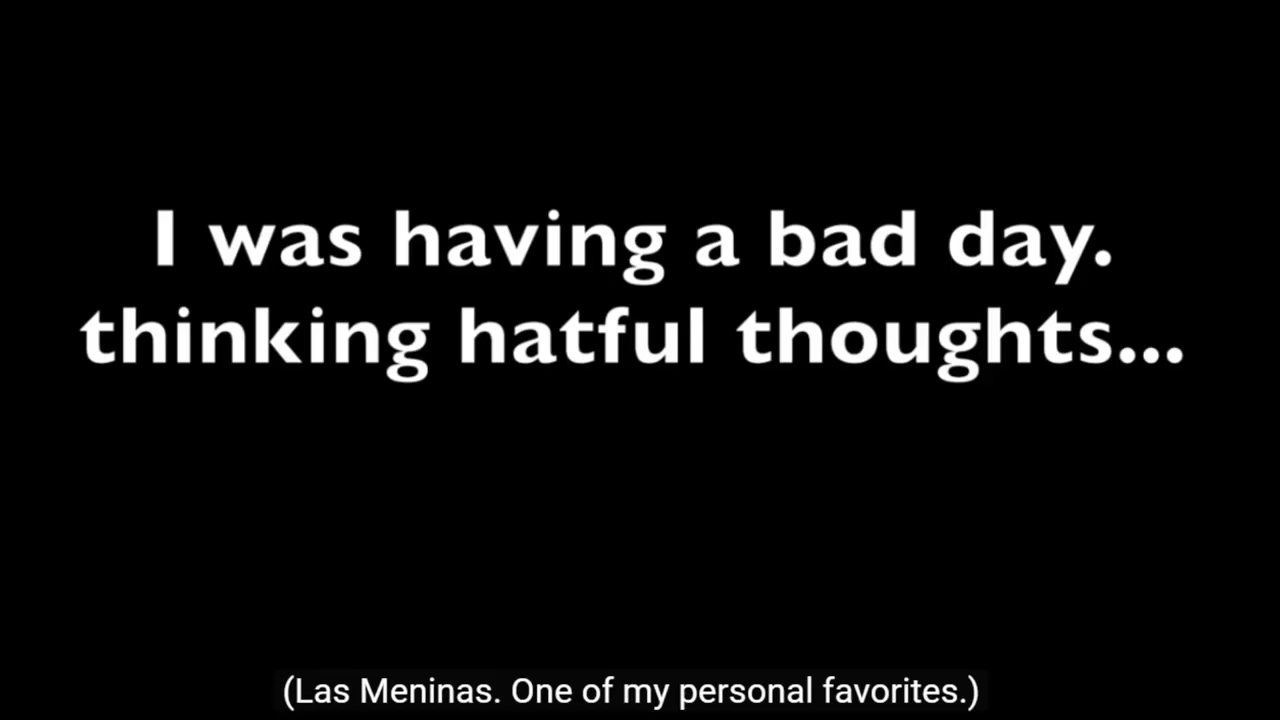 I was having a bad day.
thinking hatful thoughts...
(Las Meninas. One of my personal favorites.)